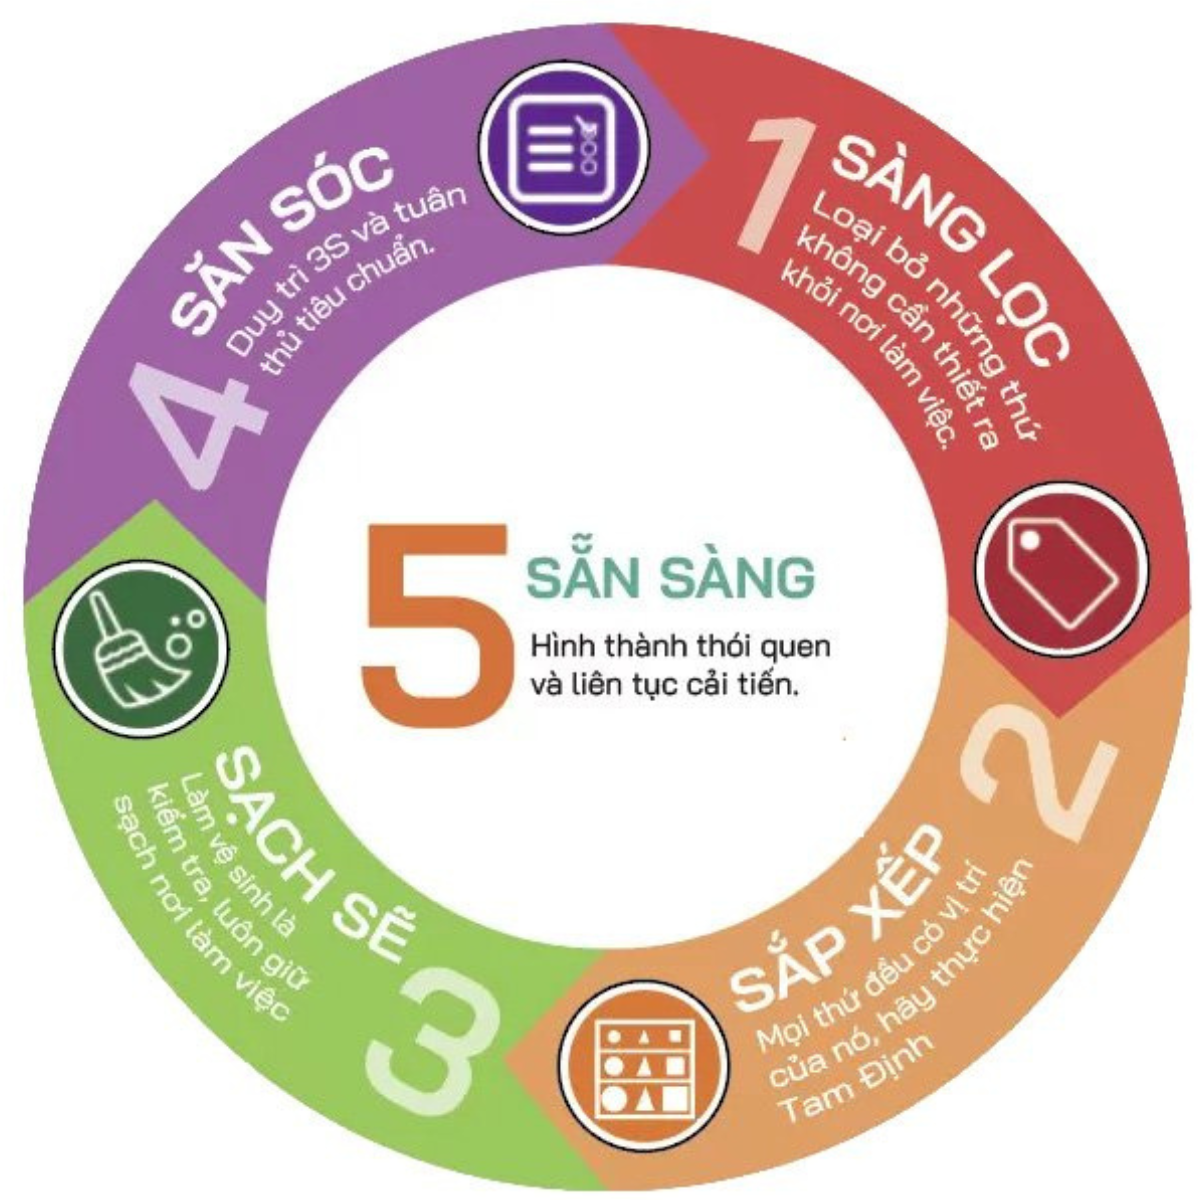 1
SÀNG LỌC
Loại bỏ những thứ
không cần thiết ra
khỏi nơi làm việc.
2
SẮP XẾP
Mọi thứ đều có vị trí
của nó, hãy thực hiện
Tam Định
3
SẠCH SẼ
Làm vệ sinh là
kiểm tra, luôn giữ
sạch nơi làm việc
4
SĂN SÓC
Duy trì 3S và tuân
thủ tiêu chuẩn.
5
SẴN SÀNG
Hình thành thói quen
và liên tục cải tiến.